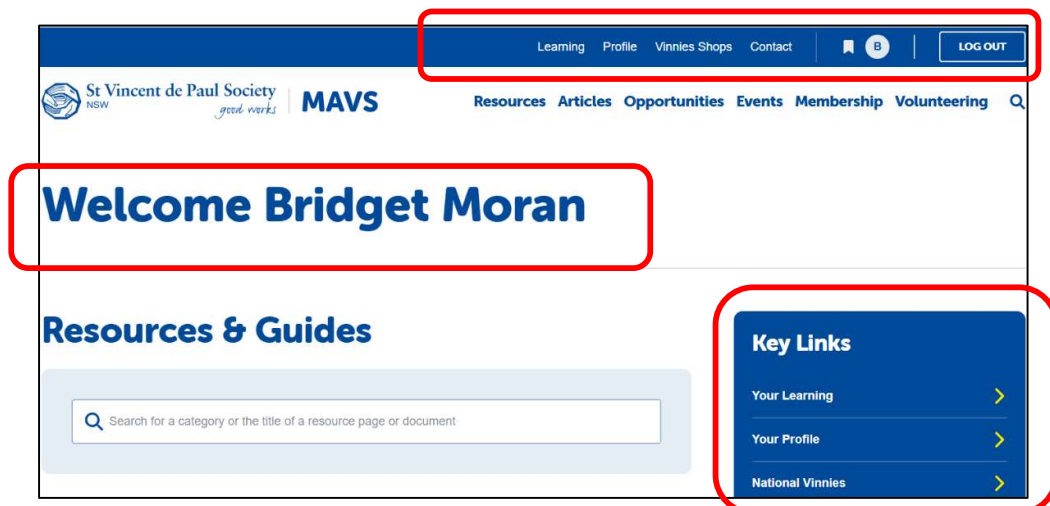 Learning Profile Vinnies Shops Contact B LOG OUT
St Vincent de Paul Society
NSW good works MAVS
Resources Articles Opportunities Events Membership Volunteering
Welcome Bridget Moran
Resources & Guides
Search for a category or the title of a resource page or document
Key Links
Your Learning
Your Profile
National Vinnies